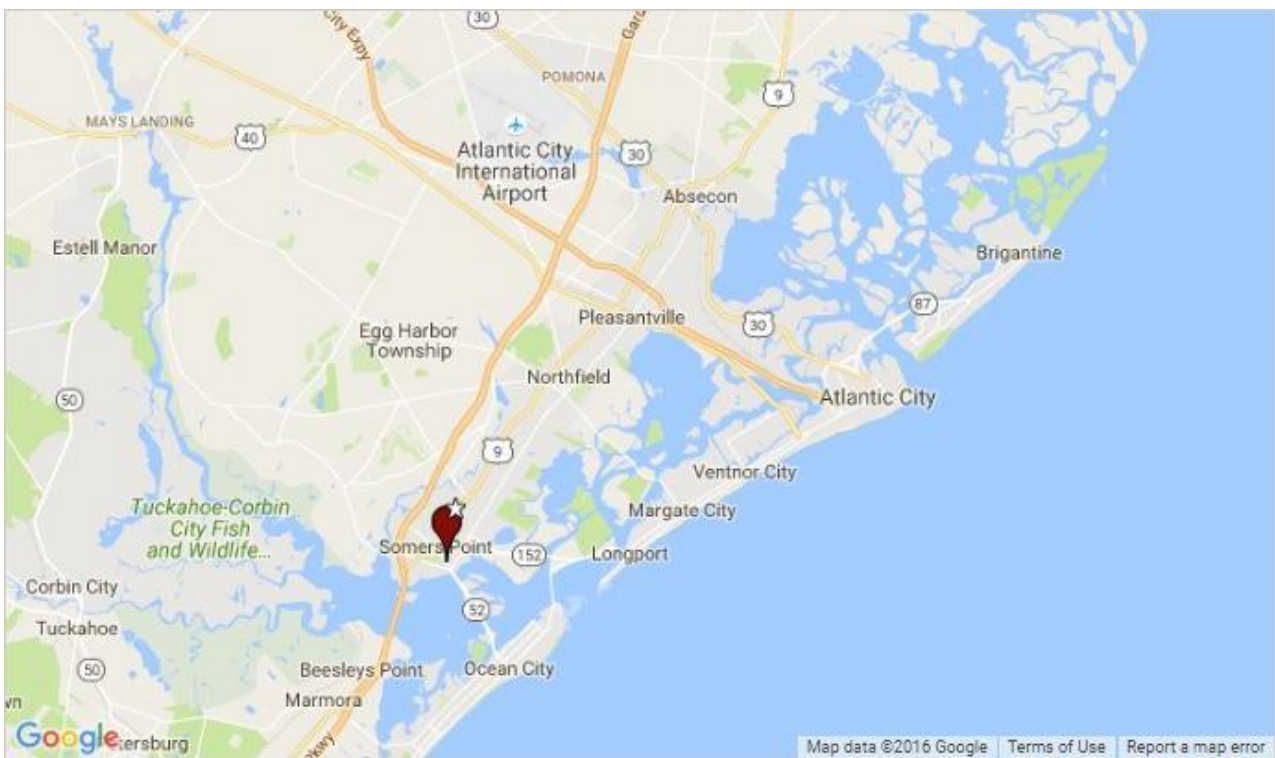 30
City Expy
Gard
POMONA
9
MAYS LANDING
40
Atlantic City
International
Airport
30
Absecon
Estell Manor
Brigantine
87
Pleasantville
30
Egg Harbor
Township
Northfield
50
Atlantic City
9
Ventnor City
Tuckahoe-Corbin
City Fish
and Wildlife...
Margate City
Somers Point
152
Longport
Corbin City
52
Tuckahoe
50
Beesleys Point
Ocean City
Marmora
wn
Google
ersburg
pkwy
Map data ©2016 Google
Terms of Use
Report a map error